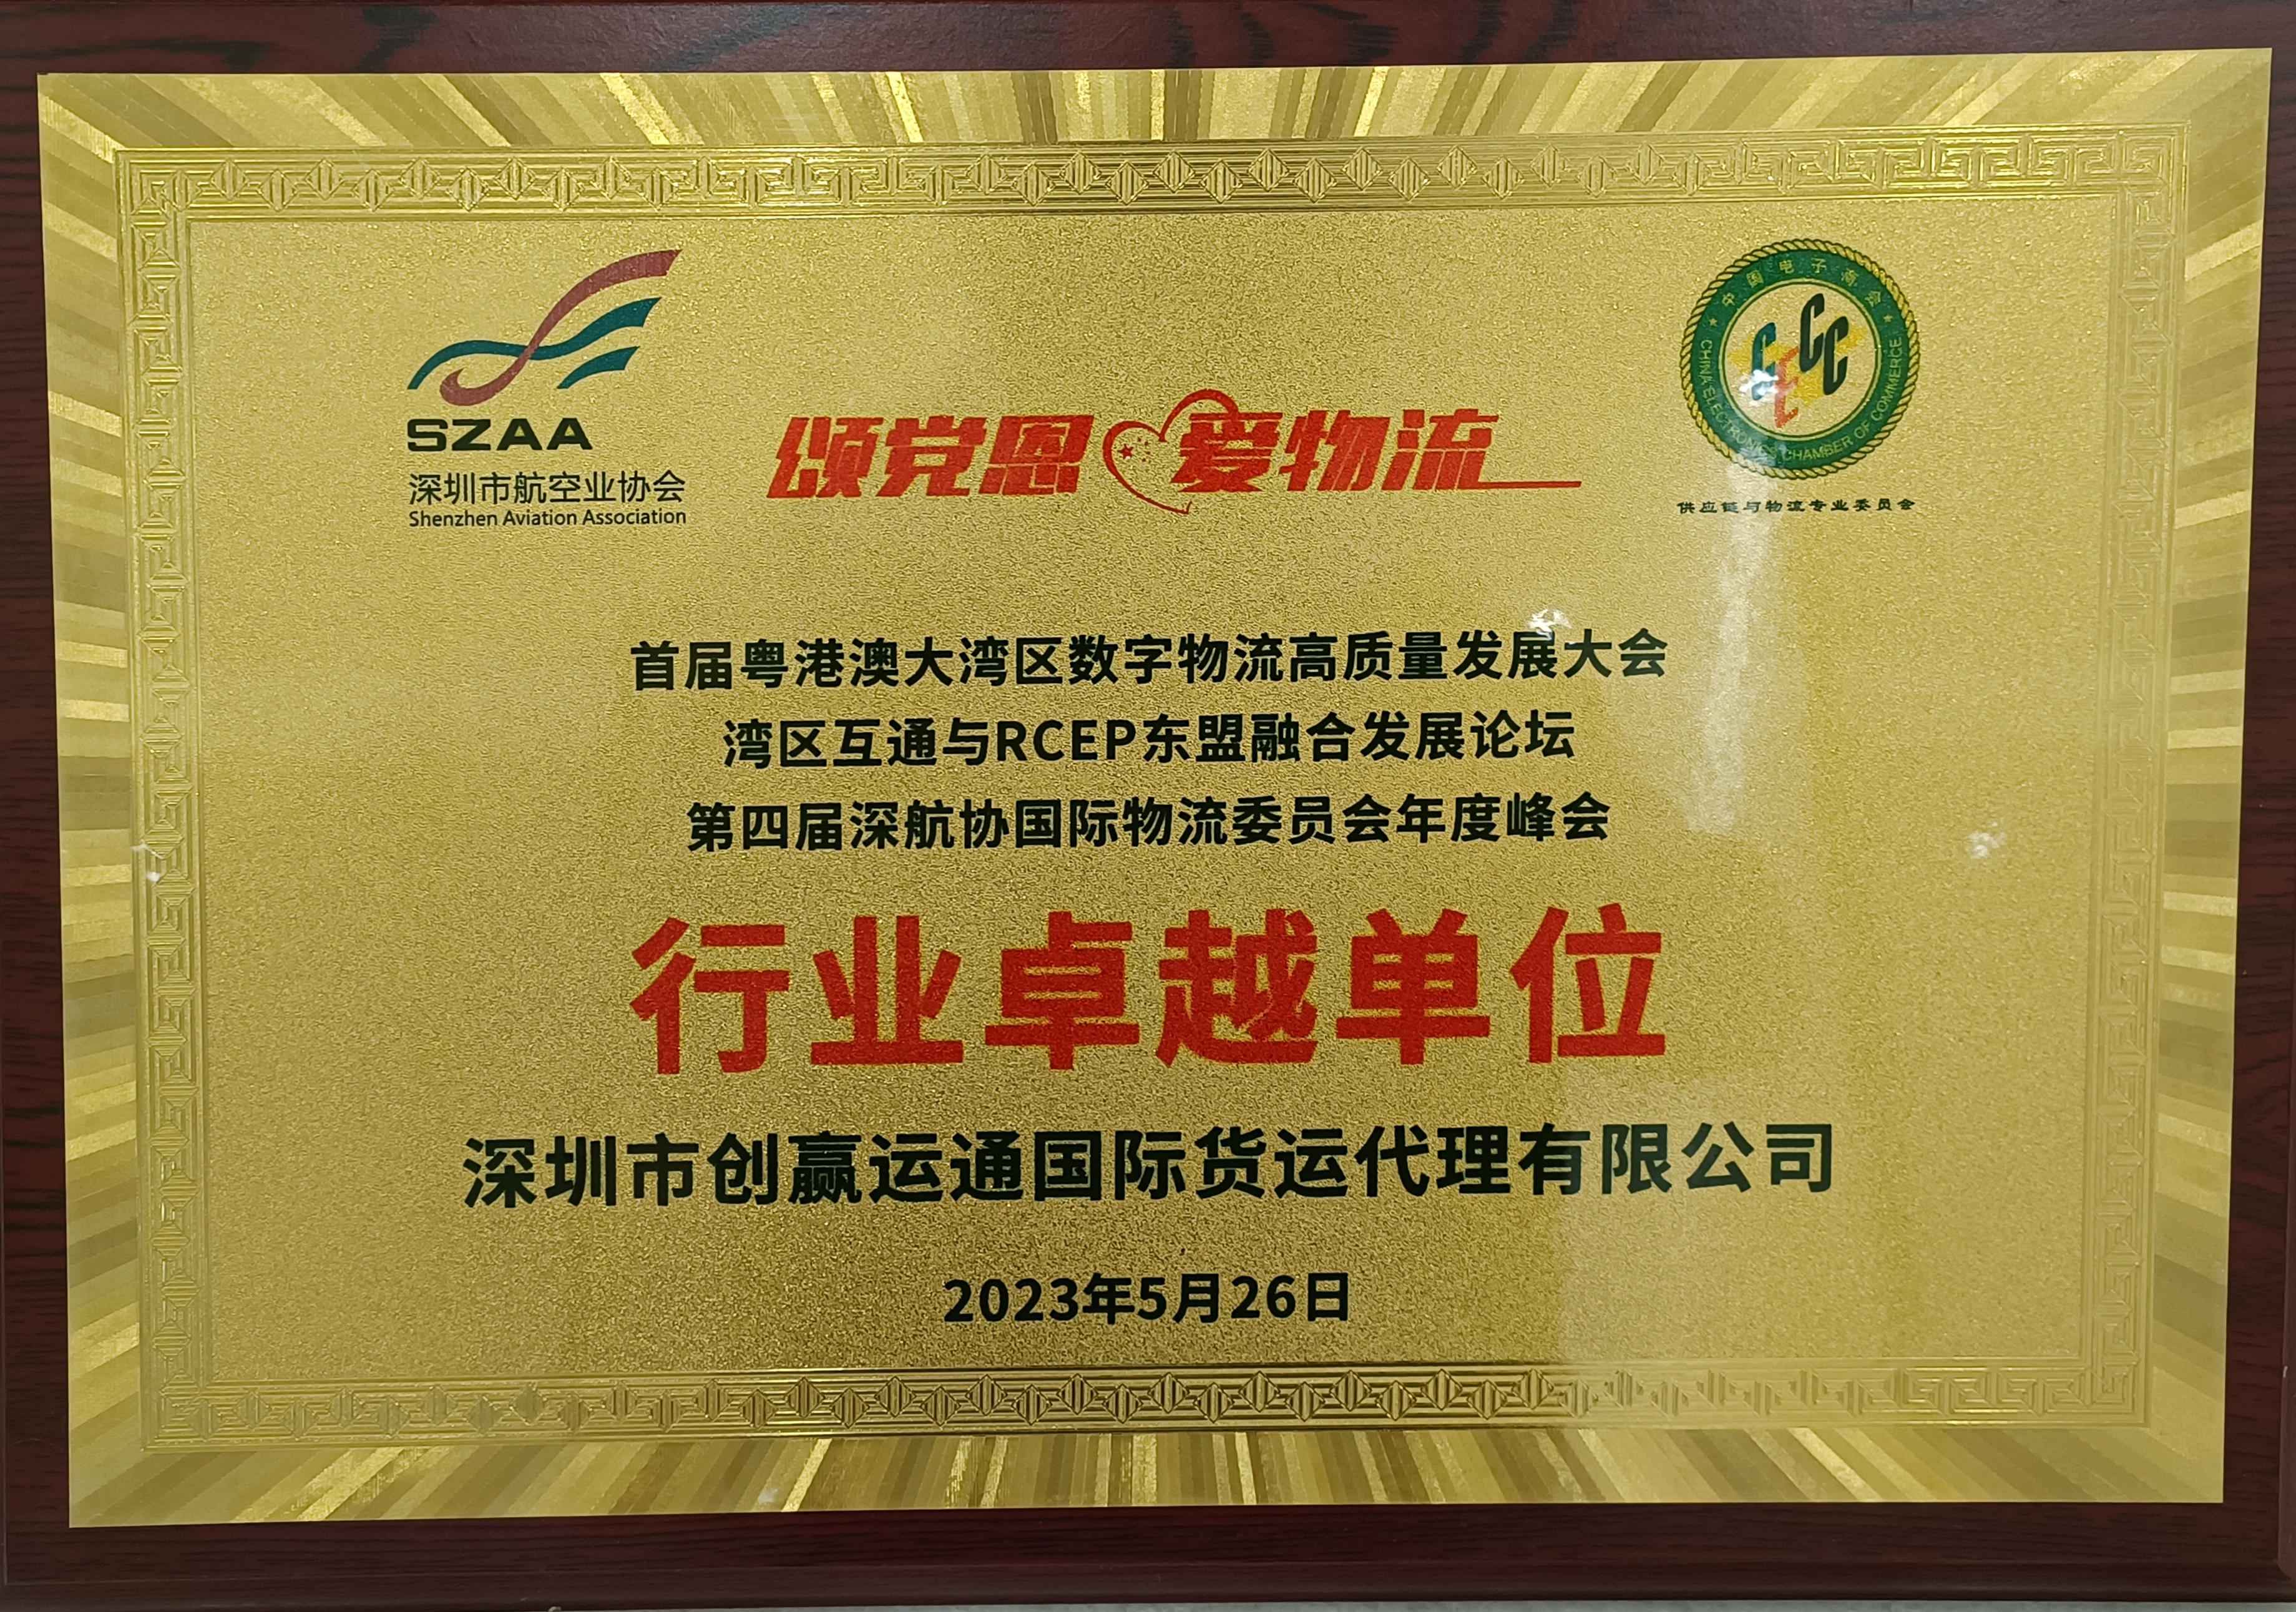 SZAA
深圳市航空业协会
Shenzhen Aviation Association
颂党恩 爱物流
中国电子商会
CECC
CHINA ELECTRONICS CHAMBER OF COMMERCE
供应链与物流专业委员会
首届粤港澳大湾区数字物流高质量发展大会
湾区互通与RCEP东盟融合发展论坛
第四届深航协国际物流委员会年度峰会
行业卓越单位
深圳市创赢运通国际货运代理有限公司
2023年5月26日